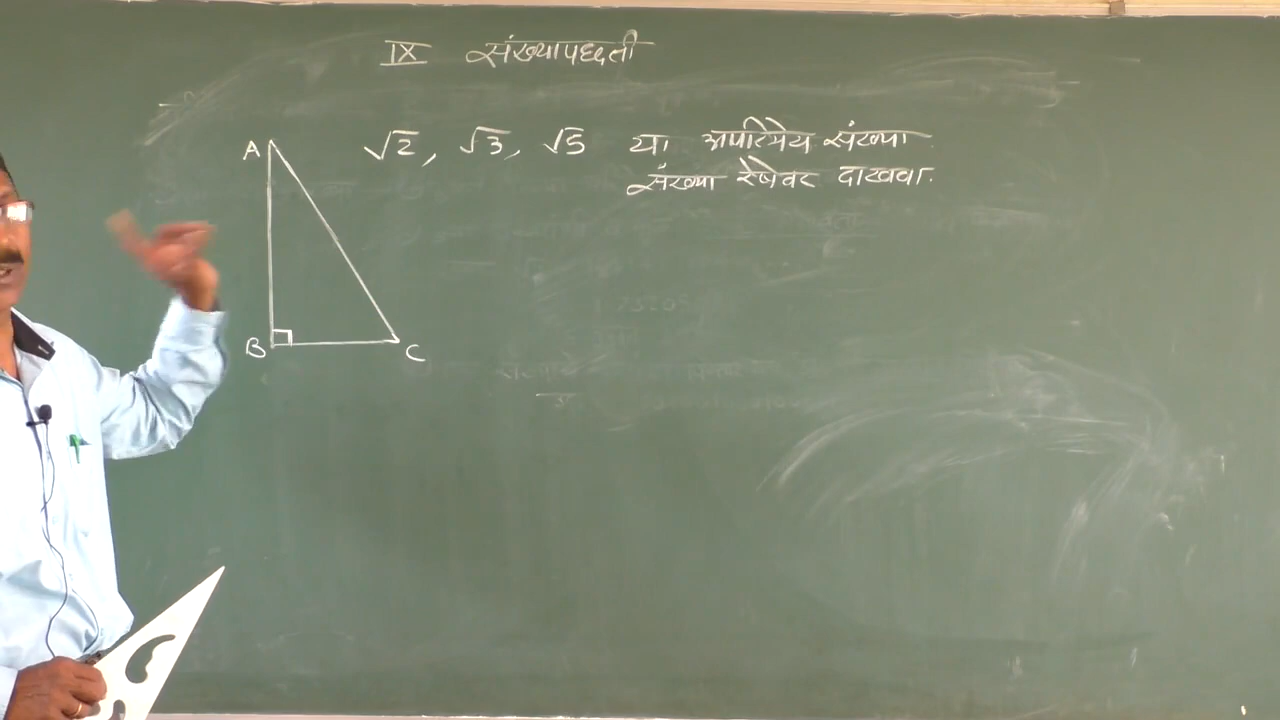 IX संख्यापद्धती
√2, √3, √5 या अपरिमेय संख्या
संख्या रेषेवर दाखवा.
A
B
C